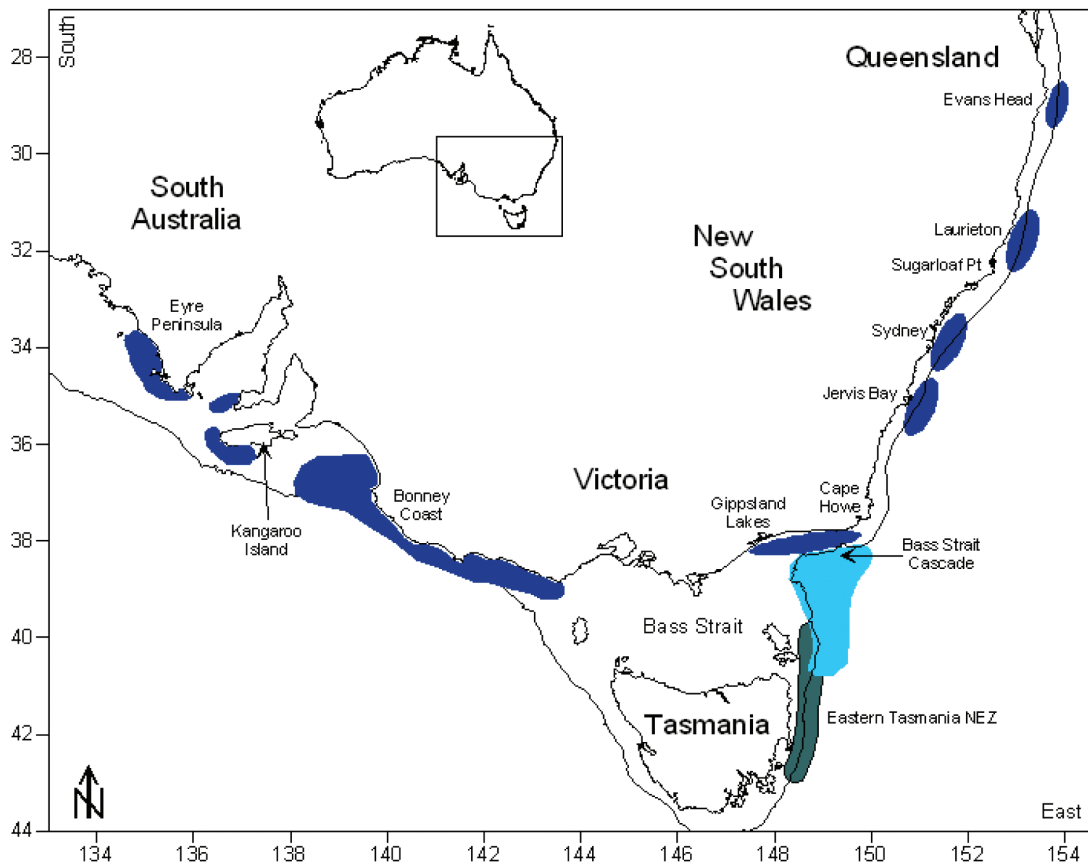 South
28
30
32
34
36
38
40
42
44
Queensland
Evans Head
South
Australia
Laurieton
New
South
Wales
Sugarloaf Pt
Eyre
Peninsula
Sydney
Jervis Bay
Victoria
Cape
Howe
Bonney
Coast
Gippsland
Lakes
Kangaroo
Island
Bass Strait
Cascade
Bass Strait
Tasmania
Eastern Tasmania NEZ
N
East
134
136
138
140
142
144
146
148
150
152
154